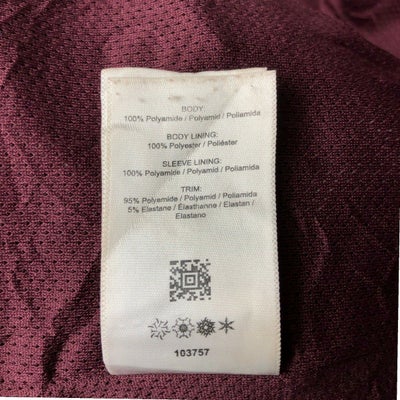 BODY:
100% Polyamide / Polyamid / Poliamida
BODY LINING:
100% Polyester / Poliéster
SLEEVE LINING:
100% Polyamide / Polyamid / Poliamida
TRIM:
95% Polyamide / Polyamid / Poliamida
5% Elastane / Élasthanne / Elastan /
Elastano
103757